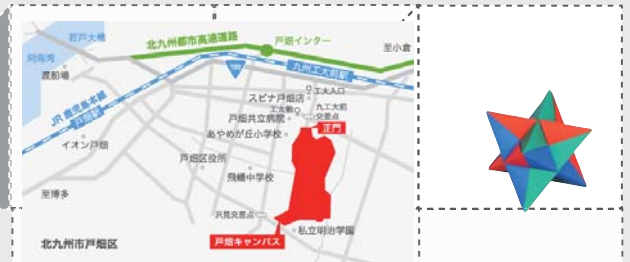 若戸大橋
北九州都市高速道路
戸畑インター
至小倉
洞海湾
渡船場
九州工大前駅
199
スピナ戸畑店
工大入口
JR 鹿児島本線
戸畑駅
工大前
九工大前
交差点
戸畑共立病院
正門
あやめが丘小学校
イオン戸畑
戸畑区役所
飛幡中学校
至博多
沢見交差点
私立明治学園
北九州市戸畑区
戸畑キャンパス